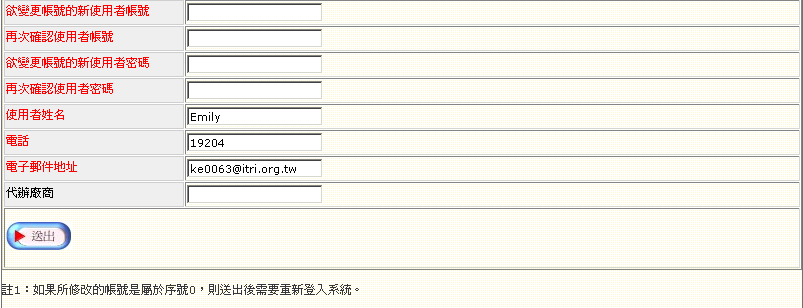 欲變更帳號的新使用者帳號
再次確認使用者帳號
欲變更帳號的新使用者密碼
再次確認使用者密碼
使用者姓名 Emily
電話 19204
電子郵件地址 ke0063@itri.org.tw
代辦廠商
送出
註1：如果所修改的帳號是屬於序號0，則送出後需要重新登入系統。